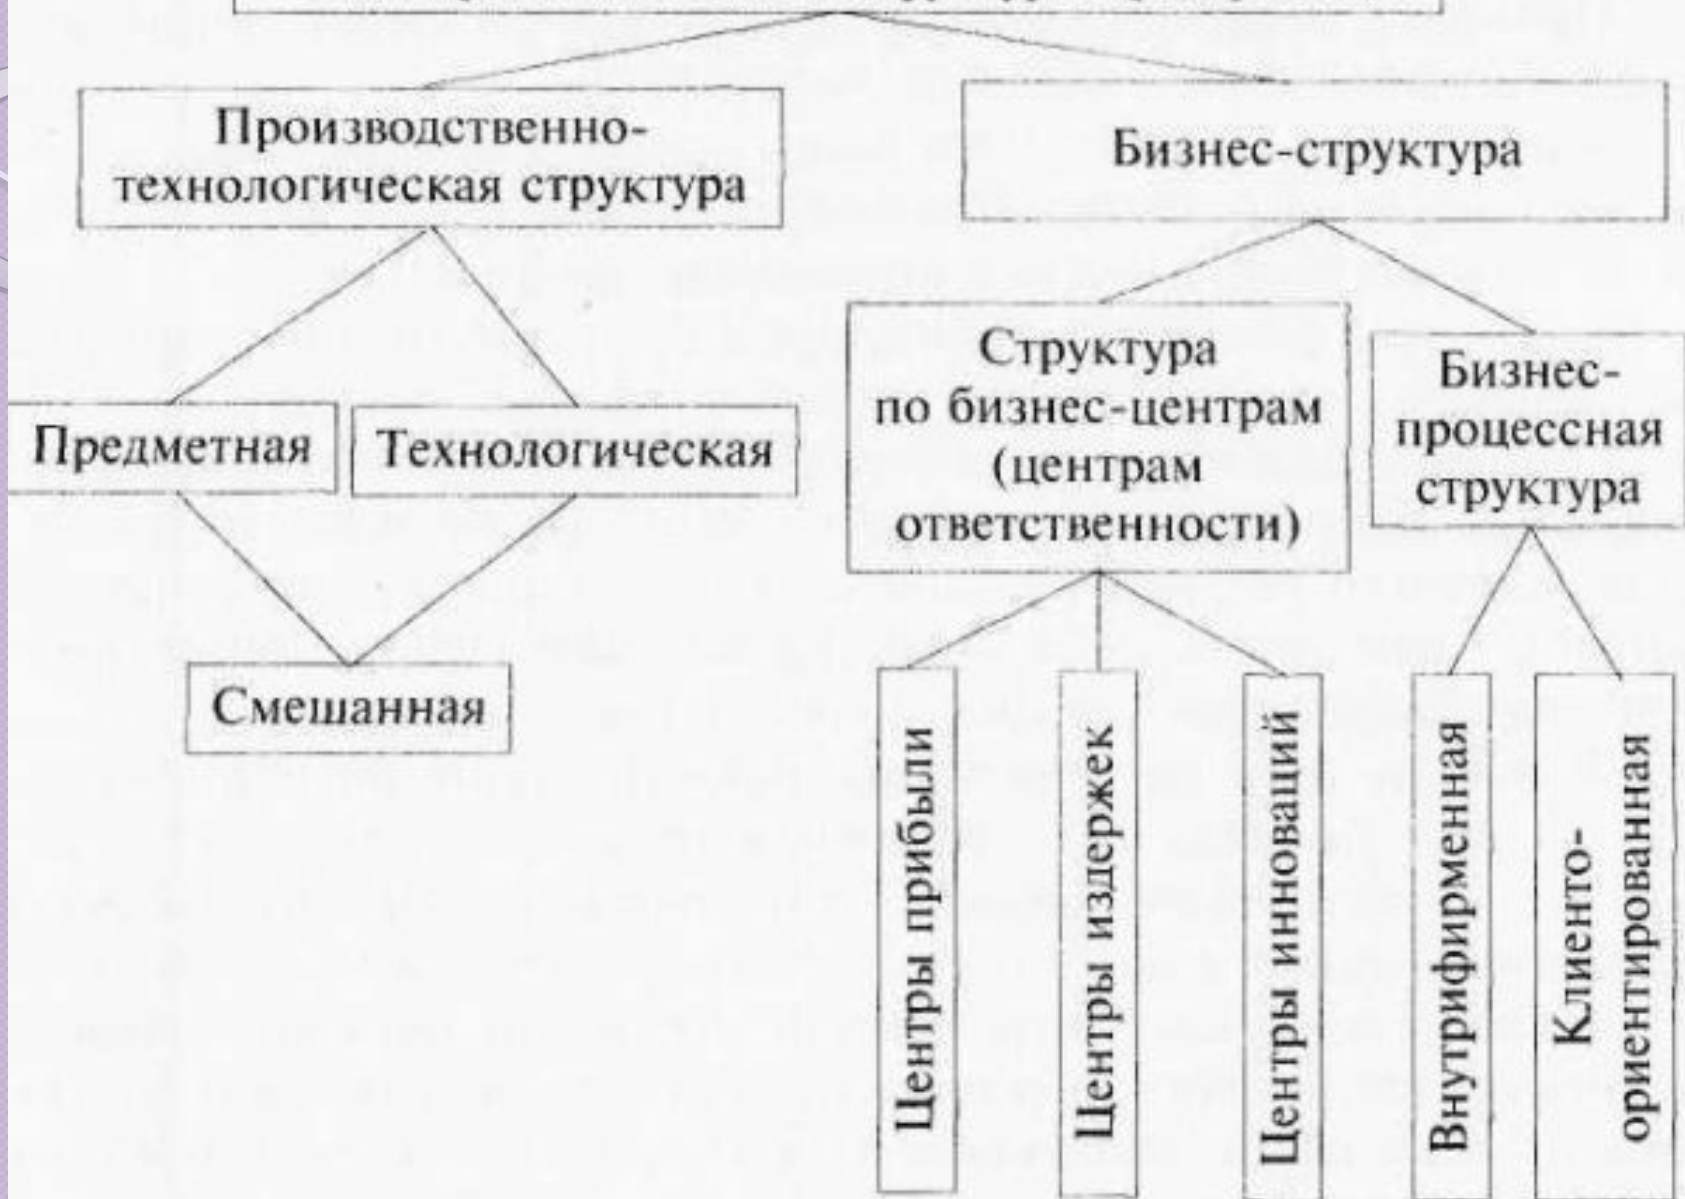 Производственно-
технологическая структура
Бизнес-структура
Структура
по бизнес-центрам
(центрам
ответственности)
Бизнес-
процессная
структура
Предметная
Технологическая
Смешанная
Центры прибыли
Центры издержек
Центры инноваций
Внутрифирменная
Клиенто-
ориентированная